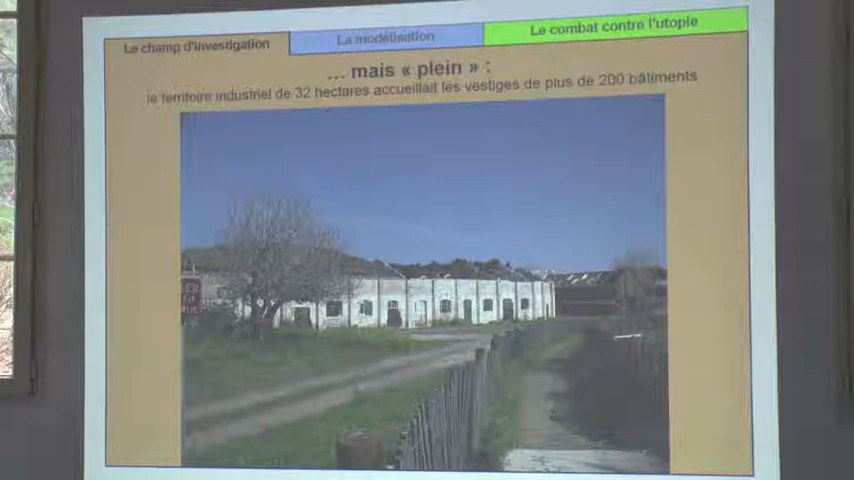 Le champ d'investigation
La modélisation
Le combat contre l'utopie
... mais « plein » :
le territoire industriel de 32 hectares accueillait les vestiges de plus de 200 bâtiments